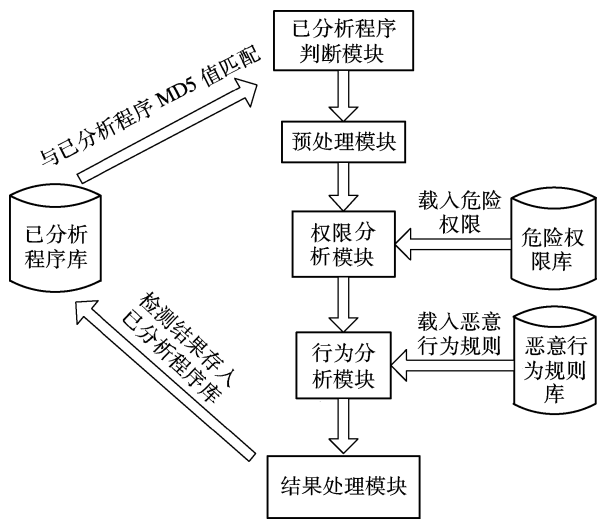 已分析程序
判断模块
与已分析程序 MD5 值匹配
预处理模块
载入危险
权限
已分析
程序库
权限分
析模块
危险权
限库
检测结果存入
已分析程序库
载入恶意
行为规则
行为分
析模块
恶意行
为规则
库
结果处理模块